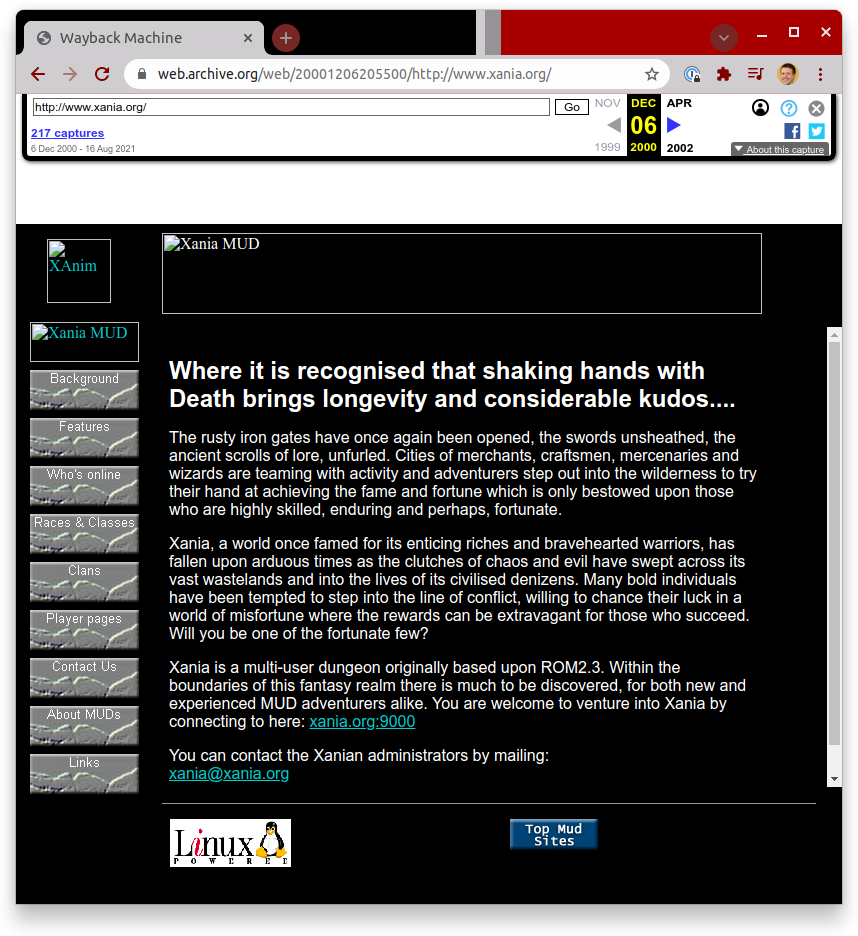 Wayback Machine
web.archive.org/web/20001206205500/http://www.xania.org/
http://www.xania.org/
Go
NOV DEC APR
217 captures
06
6 Dec 2000 - 16 Aug 2021
1999 2000 2002
About this capture
XAnim
Xania MUD
Xania MUD
Background
Features
Who's online
Races & Classes
Clans
Player pages
Contact Us
About MUDs
Links
Where it is recognised that shaking hands with
Death brings longevity and considerable kudos....
The rusty iron gates have once again been opened, the swords unsheathed, the
ancient scrolls of lore, unfurled. Cities of merchants, craftsmen, mercenaries and
wizards are teaming with activity and adventurers step out into the wilderness to try
their hand at achieving the fame and fortune which is only bestowed upon those
who are highly skilled, enduring and perhaps, fortunate.
Xania, a world once famed for its enticing riches and bravehearted warriors, has
fallen upon arduous times as the clutches of chaos and evil have swept across its
vast wastelands and into the lives of its civilised denizens. Many bold individuals
have been tempted to step into the line of conflict, willing to chance their luck in a
world of misfortune where the rewards can be extravagant for those who succeed.
Will you be one of the fortunate few?
Xania is a multi-user dungeon originally based upon ROM2.3. Within the
boundaries of this fantasy realm there is much to be discovered, for both new and
experienced MUD adventurers alike. You are welcome to venture into Xania by
connecting to here: xania.org:9000
You can contact the Xanian administrators by mailing:
xania@xania.org
Linux
POWERED
Top Mud
Sites